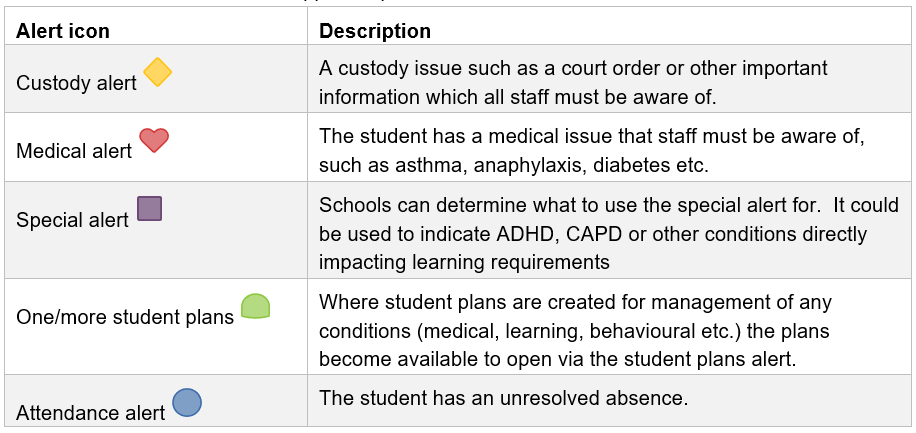 Alert icon
Description
Custody alert
A custody issue such as a court order or other important
information which all staff must be aware of.
Medical alert
The student has a medical issue that staff must be aware of,
such as asthma, anaphylaxis, diabetes etc.
Special alert
Schools can determine what to use the special alert for.  It could
be used to indicate ADHD, CAPD or other conditions directly
impacting learning requirements
One/more student plans
Where student plans are created for management of any
conditions (medical, learning, behavioural etc.) the plans
become available to open via the student plans alert.
Attendance alert
The student has an unresolved absence.